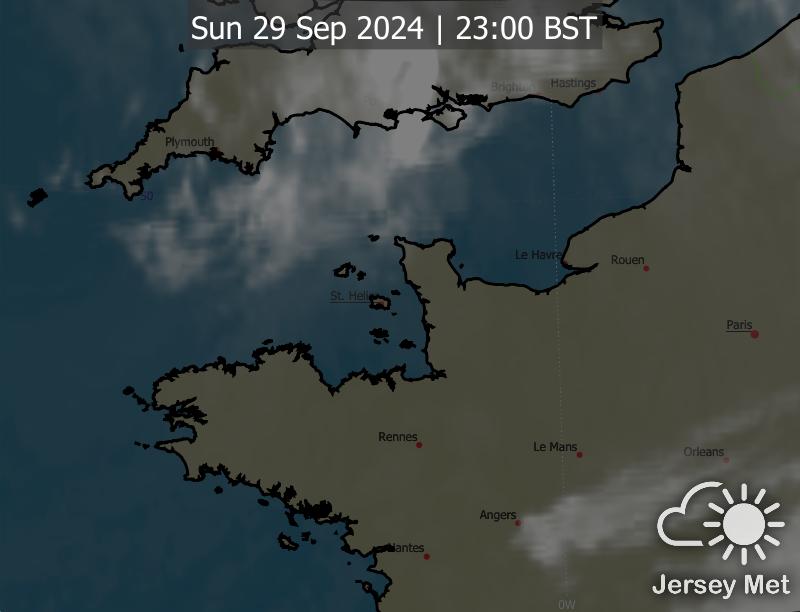 Sun 29 Sep 2024 | 23:00 BST
Hastings
Plymouth
50
Le Havre
Rouen
St. Helier
Paris
Rennes
Le Mans
Orleans
Angers
Nantes
Jersey Met
0W